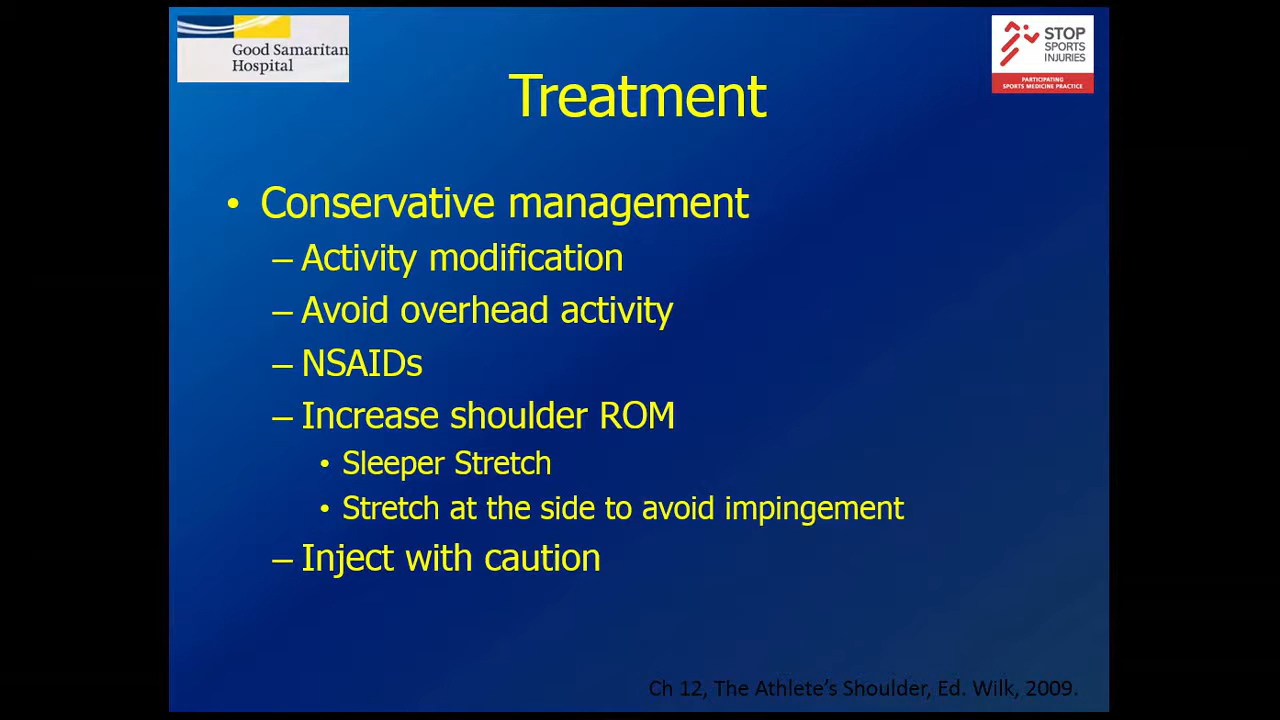 Good Samaritan
Hospital
STOP
SPORTS
INJURIES
PARTICIPATING
SPORTS MEDICINE PRACTICE
Treatment
• Conservative management
– Activity modification
– Avoid overhead activity
– NSAIDs
– Increase shoulder ROM
• Sleeper Stretch
• Stretch at the side to avoid impingement
– Inject with caution
Ch 12, The Athlete's Shoulder, Ed. Wilk, 2009.